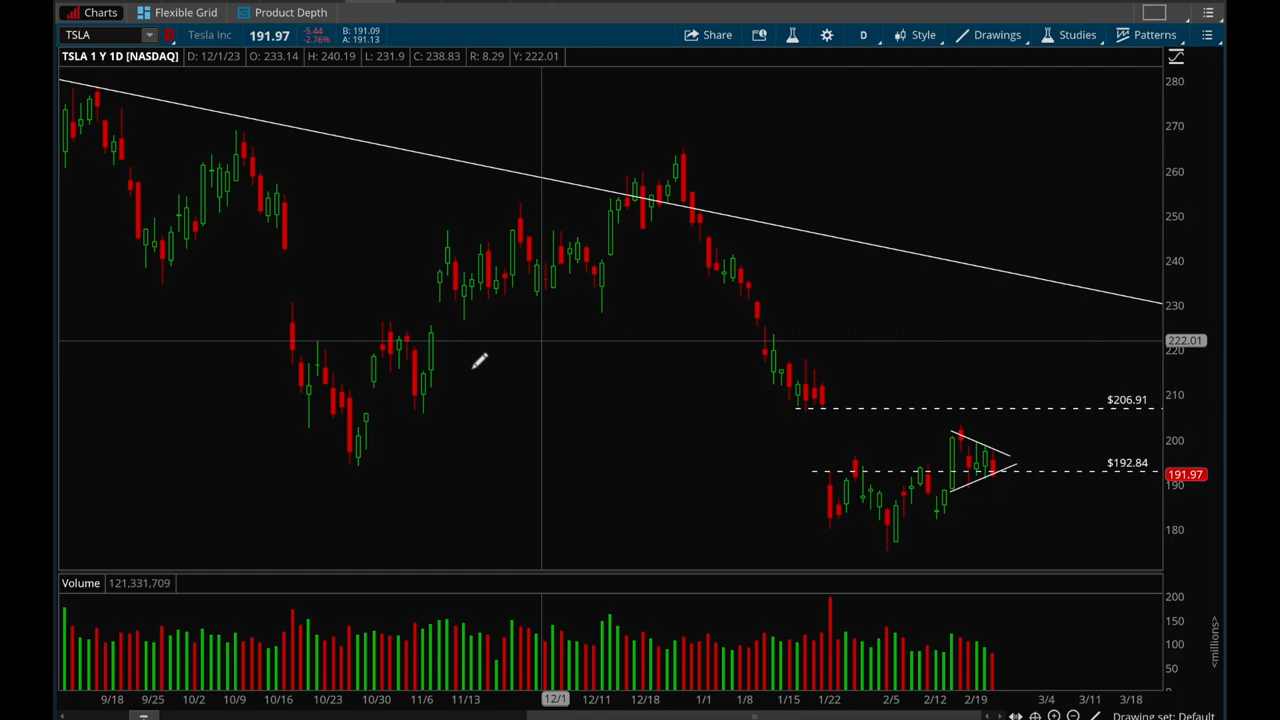 Charts Flexible Grid Product Depth
TSLA Tesla Inc 191.97 -5.44 -2.76% B: 191.09 A: 191.13 Share D Style Drawings Studies Patterns
TSLA 1 Y 1D [NASDAQ] D: 12/1/23 O: 233.14 H: 240.19 L: 231.9 C: 238.83 R: 8.29 Y: 222.01
280
270
260
250
240
230
222.01
220
210
$206.91
200
$192.84
191.97
190
180
Volume 121,331,709
200
150
100
50
<millions>
9/18 9/25 10/2 10/9 10/16 10/23 10/30 11/6 11/13 12/1 12/11 12/18 1/1 1/8 1/15 1/22 2/5 2/12 2/19 3/4 3/11 3/18
Drawing set: Default